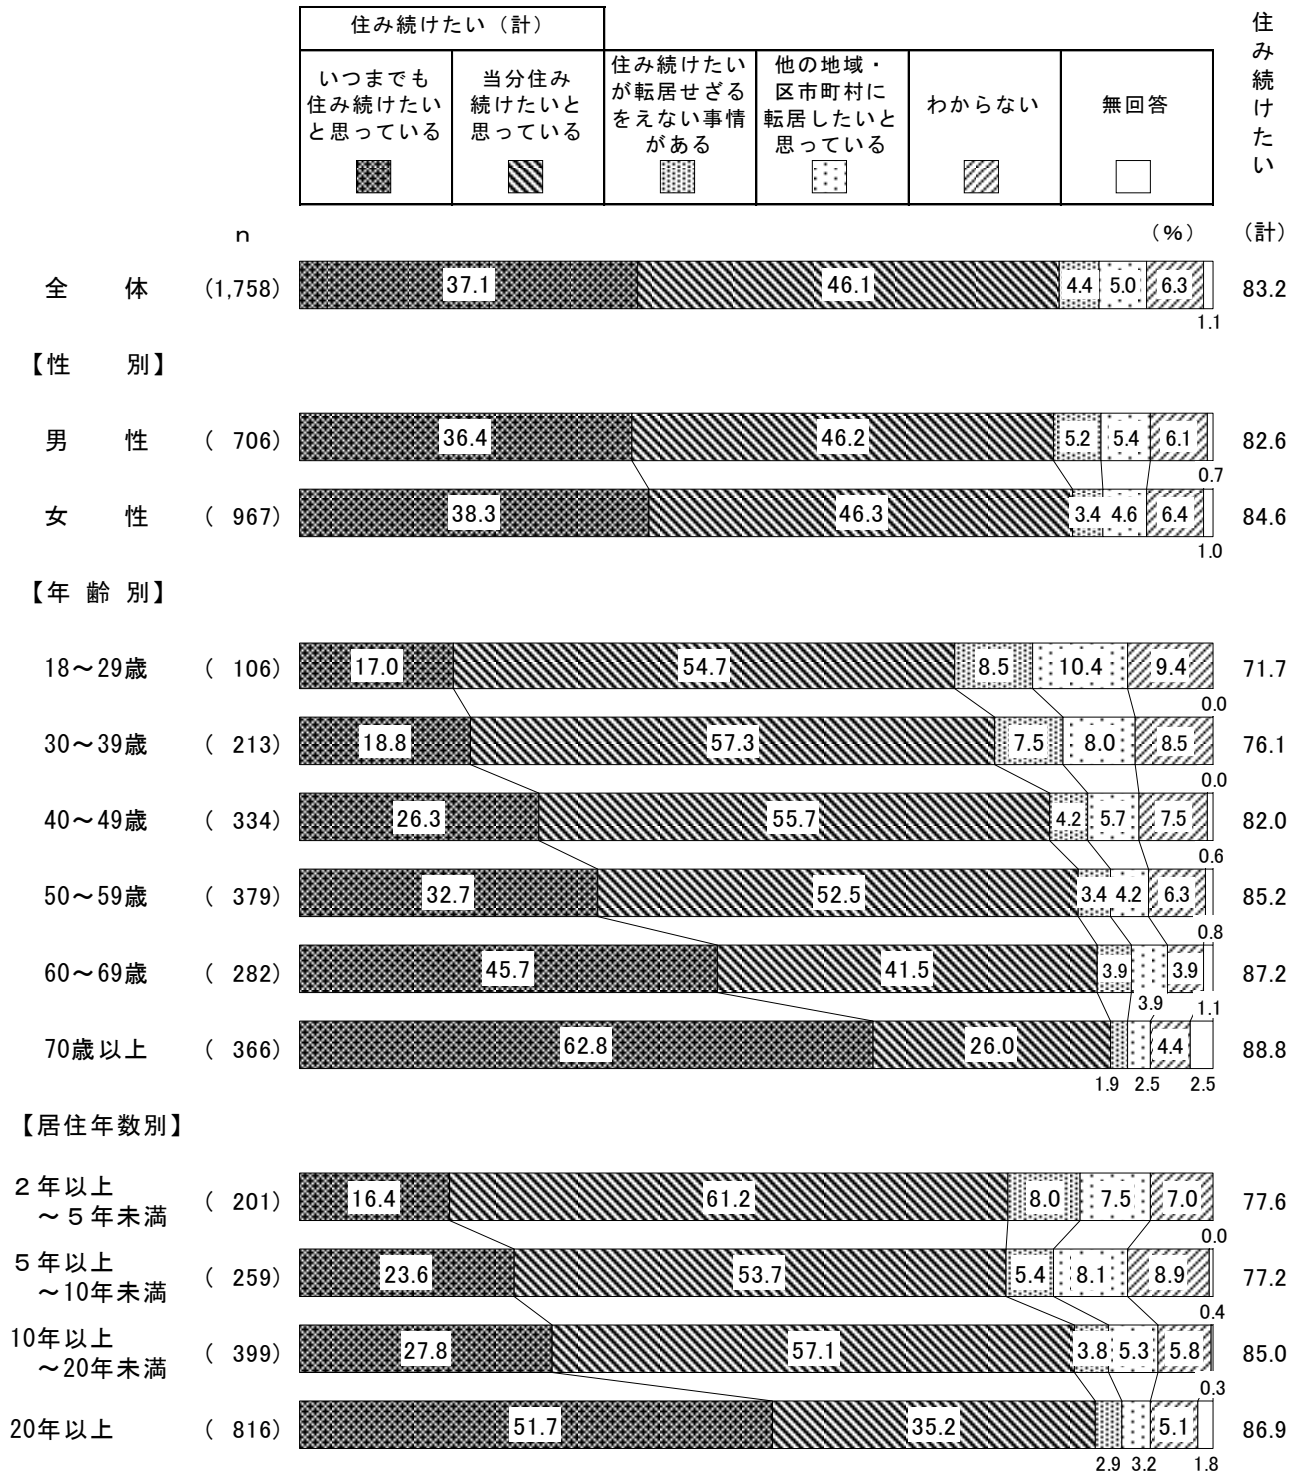 住み続けたい（計）
いつまでも
住み続けたい
と思っている
当分住み
続けたいと
思っている
住み続けたい
が転居せざる
をえない事情
がある
他の地域・
区市町村に
転居したいと
思っている
わからない
無回答
住み続けたい
ｎ
（％）
（計）
全　体 (1,758) 37.1 46.1 4.4 5.0 6.3 83.2
1.1
【性　別】
男　性 ( 706) 36.4 46.2 5.2 5.4 6.1 82.6
0.7
女　性 ( 967) 38.3 46.3 3.4 4.6 6.4 84.6
1.0
【年 齢 別】
18～29歳 ( 106) 17.0 54.7 8.5 10.4 9.4 71.7
0.0
30～39歳 ( 213) 18.8 57.3 7.5 8.0 8.5 76.1
0.0
40～49歳 ( 334) 26.3 55.7 4.2 5.7 7.5 82.0
0.6
50～59歳 ( 379) 32.7 52.5 3.4 4.2 6.3 85.2
0.8
60～69歳 ( 282) 45.7 41.5 3.9 3.9 87.2
3.9 1.1
70歳以上 ( 366) 62.8 26.0 4.4 88.8
1.9 2.5 2.5
【居住年数別】
２年以上
～５年未満 ( 201) 16.4 61.2 8.0 7.5 7.0 77.6
0.0
５年以上
～10年未満 ( 259) 23.6 53.7 5.4 8.1 8.9 77.2
0.4
10年以上
～20年未満 ( 399) 27.8 57.1 3.8 5.3 5.8 85.0
0.3
20年以上 ( 816) 51.7 35.2 5.1 86.9
2.9 3.2 1.8